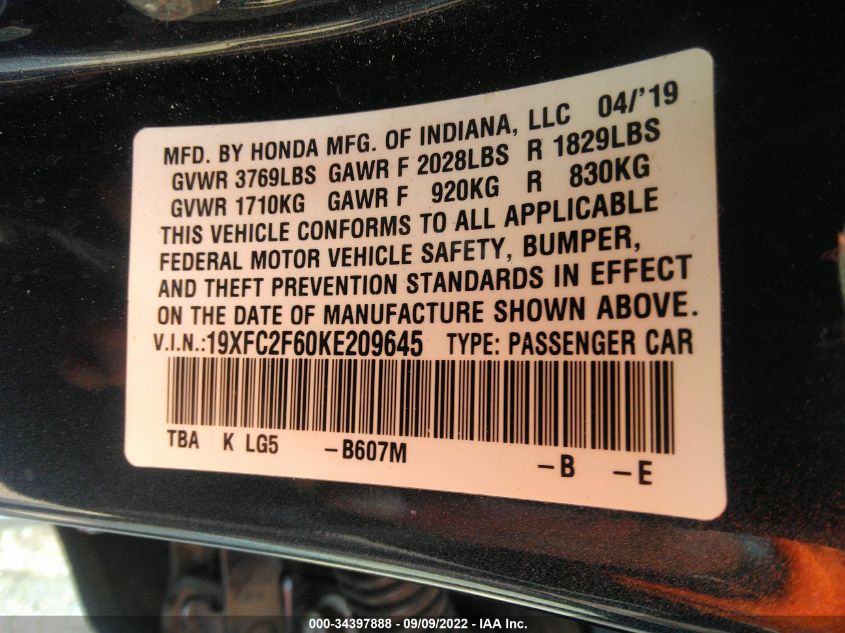 MFD. BY HONDA MFG. OF INDIANA, LLC 04/'19
GVWR 3769LBS GAWR F 2028LBS R 1829LBS
GVWR 1710KG GAWR F 920KG R 830KG
THIS VEHICLE CONFORMS TO ALL APPLICABLE
FEDERAL MOTOR VEHICLE SAFETY, BUMPER,
AND THEFT PREVENTION STANDARDS IN EFFECT
ON THE DATE OF MANUFACTURE SHOWN ABOVE.
V.I.N.:19XFC2F60KE209645 TYPE: PASSENGER CAR
TBA K LG5 -B607M -B -E
000-34397888 - 09/09/2022 - IAA Inc.